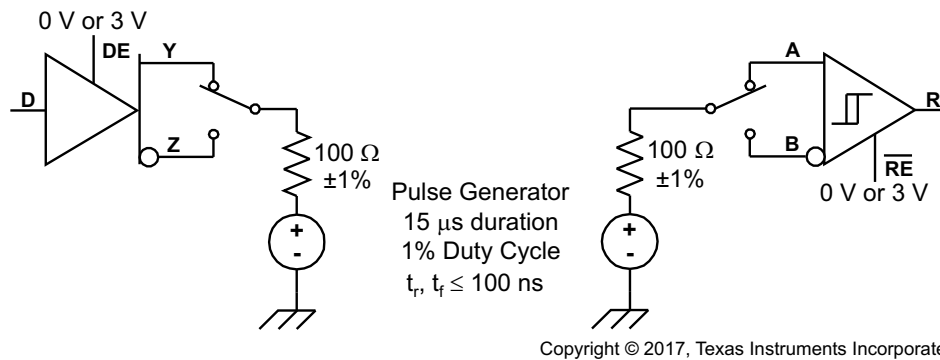 0 V or 3 V
DE
Y
D
Z
100 Ω
±1%
Pulse Generator
15 μs duration
1% Duty Cycle
tr, tf ≤ 100 ns
A
B
R
100 Ω
±1%
RE
0 V or 3 V
Copyright © 2017, Texas Instruments Incorporate